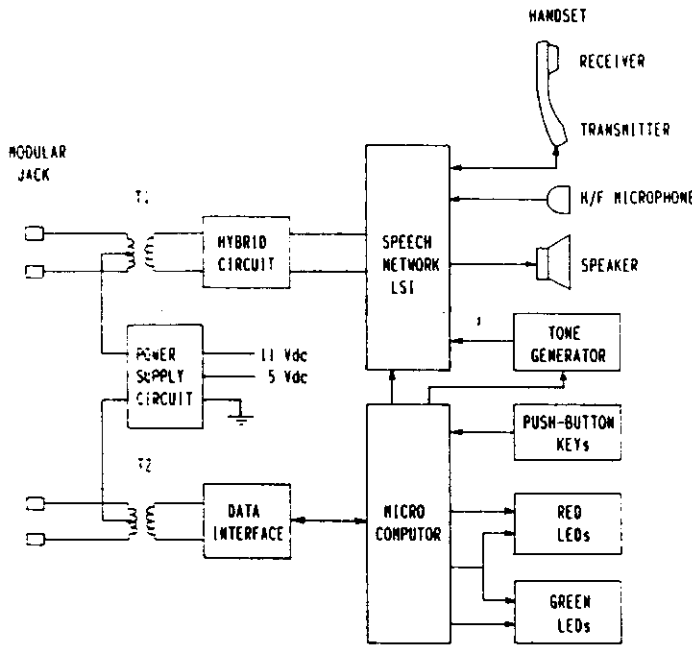 HANDSET
RECEIVER
TRANSMITTER
MODULAR
JACK
T1
H/F MICROPHONE
HYBRID
CIRCUIT
SPEECH
NETWORK
LSI
SPEAKER
TONE
GENERATOR
POWER
SUPPLY
CIRCUIT
11 Vdc
5 Vdc
PUSH-BUTTON
KEYs
T2
DATA
INTERFACE
MICRO
COMPUTOR
RED
LEDs
GREEN
LEDs